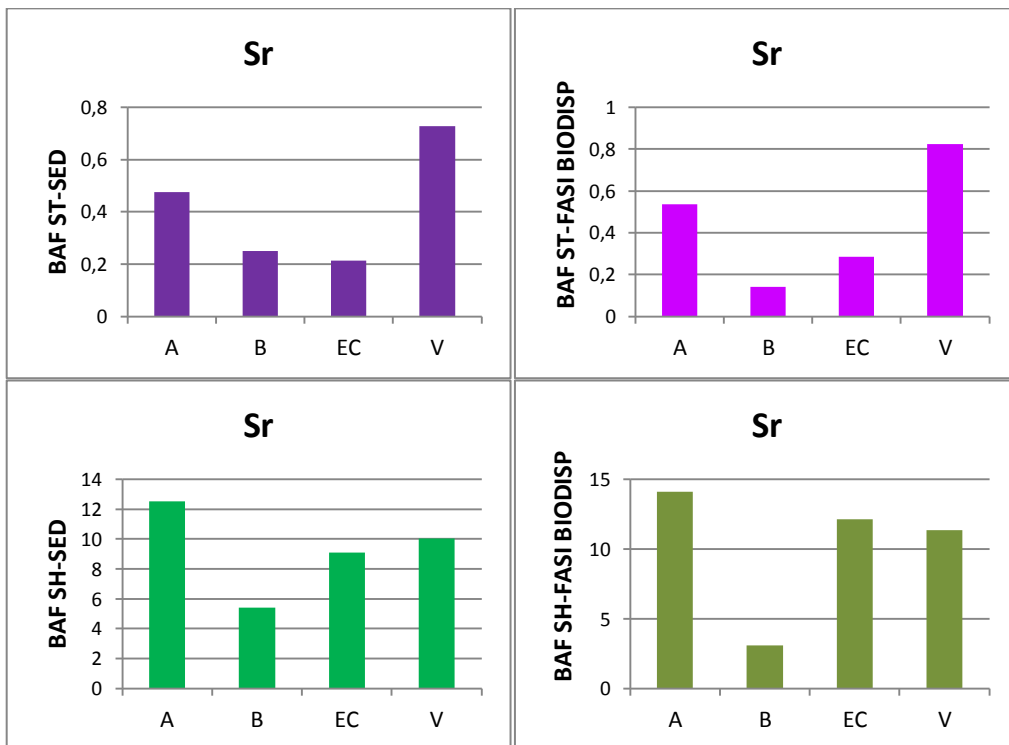 Sr
BAF ST-SED
0,8
0,6
0,4
0,2
0
A B EC V
Sr
BAF ST-FASI BIODISP
1
0,8
0,6
0,4
0,2
0
A B EC V
Sr
BAF SH-SED
14
12
10
8
6
4
2
0
A B EC V
Sr
BAF SH-FASI BIODISP
15
10
5
0
A B EC V